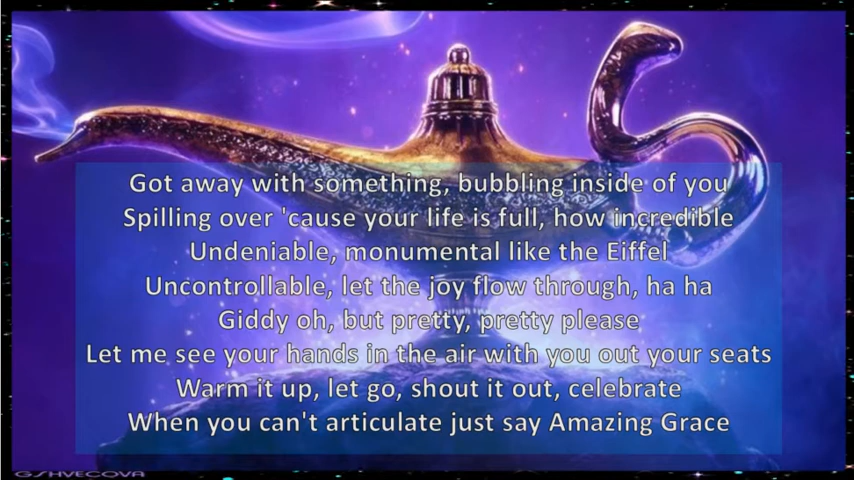 Got away with something, bubbling inside of you
Spilling over 'cause your life is full, how incredible
Undeniable, monumental like the Eiffel
Uncontrollable, let the joy flow through, ha ha
Giddy oh, but pretty, pretty please
Let me see your hands in the air with you out your seats
Warm it up, let go, shout it out, celebrate
When you can't articulate just say Amazing Grace
GSHVECOVA